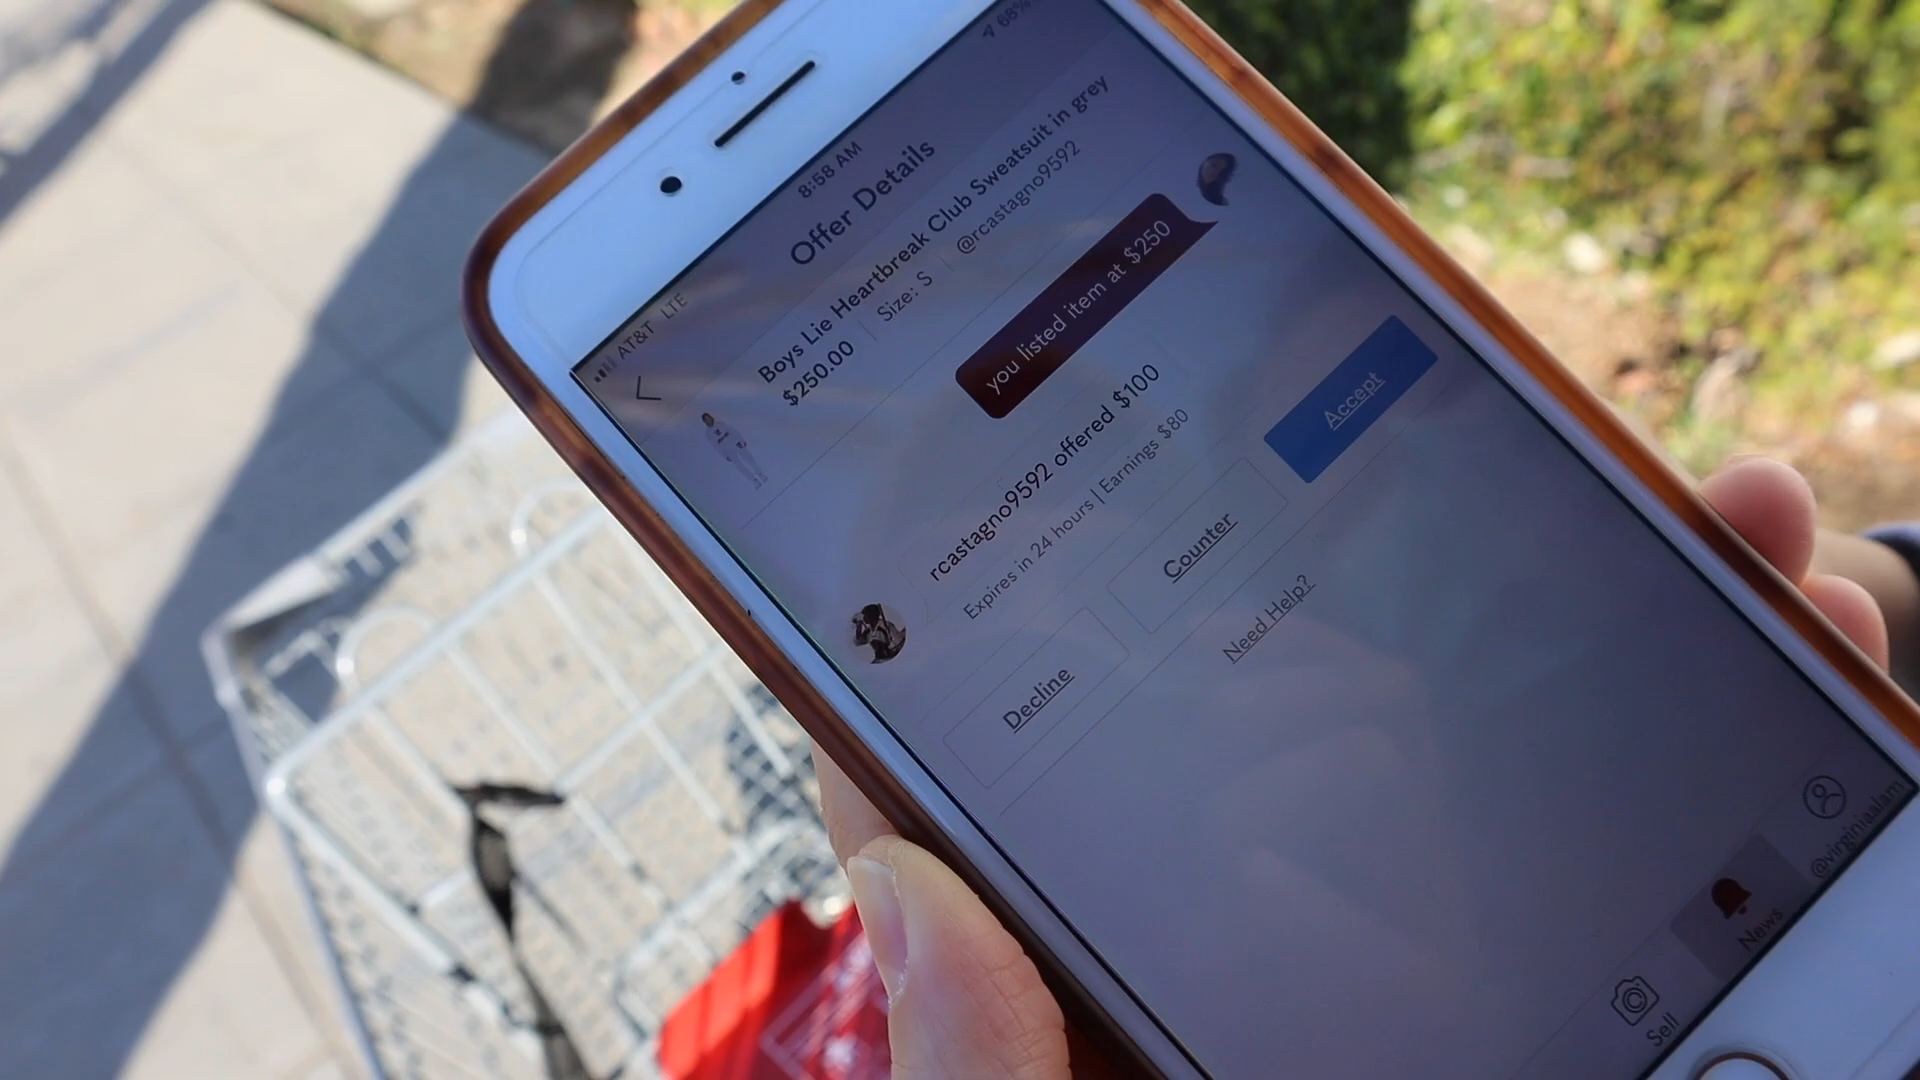 AT&T LTE
8:58 AM
68%
Offer Details
Boys Lie Heartbreak Club Sweatsuit in grey
$250.00 | Size: S | @rcastagno9592
you listed item at $250
rcastagno9592 offered $100
Expires in 24 hours | Earnings $80
Decline
Counter
Accept
Need Help?
Sell
News
@virginiaalam